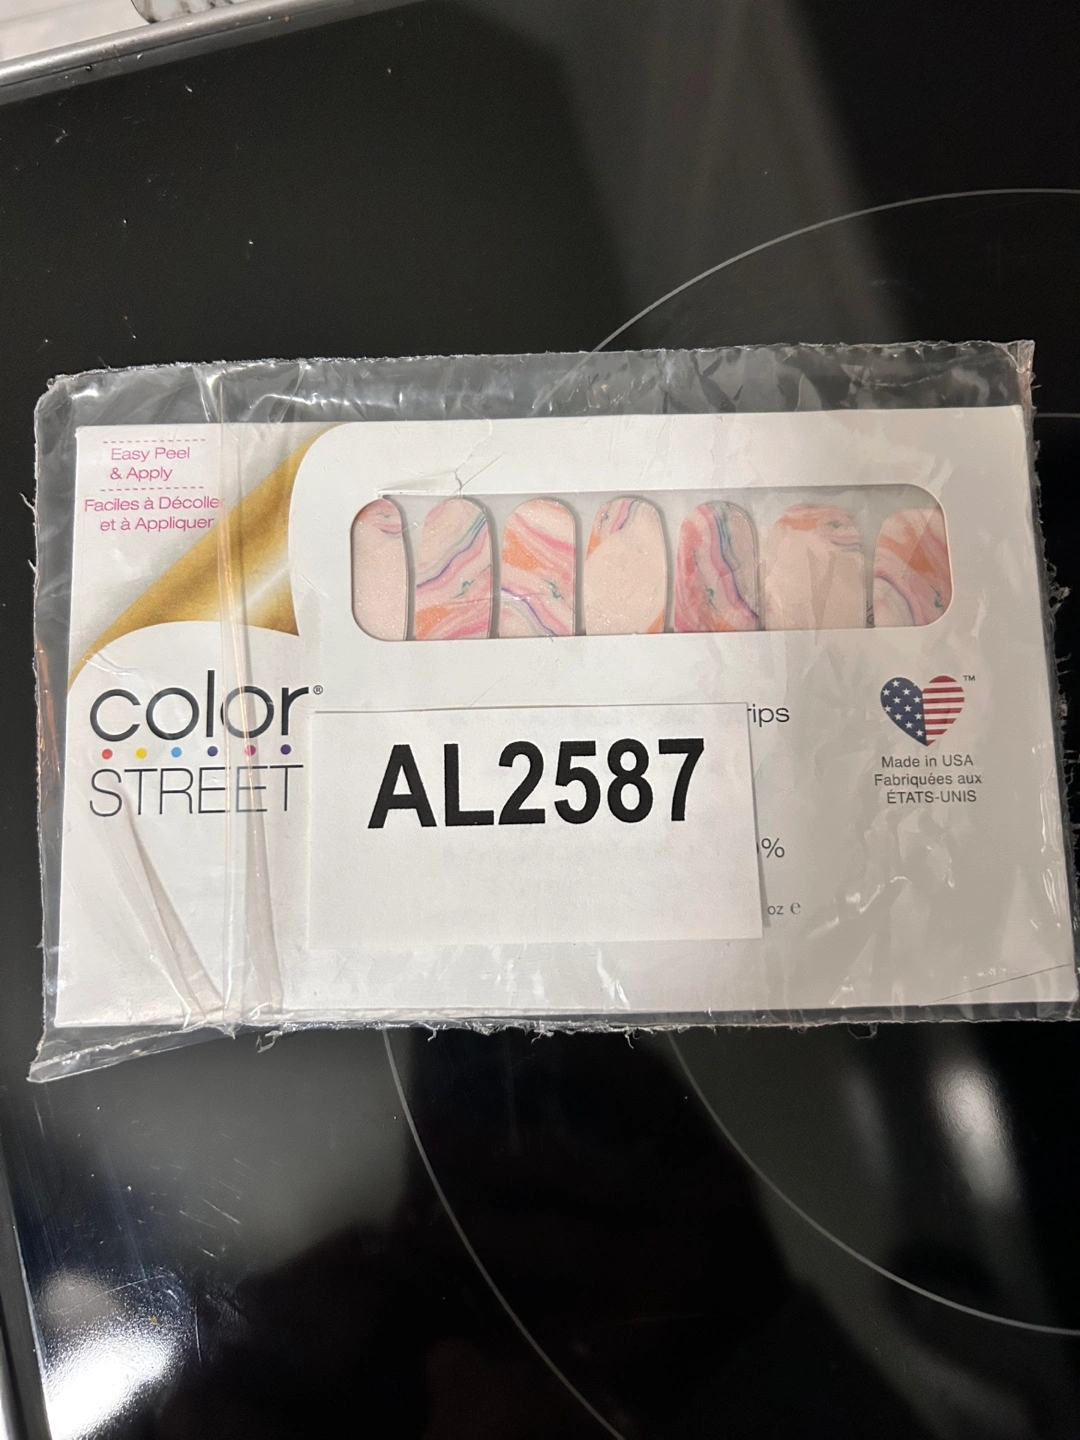 Easy Peel
& Apply
Faciles à Décoller
et à Appliquer
color®
STREET
AL2587
rips
%
oz e
™
Made in USA
Fabriquées aux
ÉTATS-UNIS